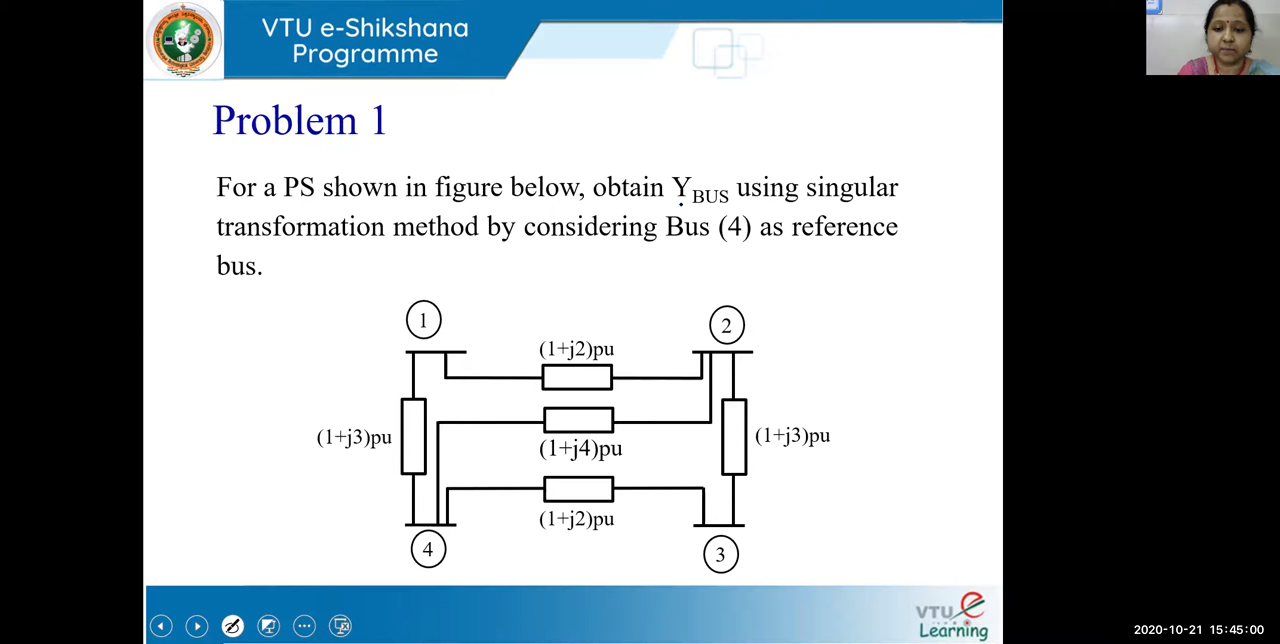 VTU e-Shikshana
Programme
Problem 1
For a PS shown in figure below, obtain YBUS using singular
transformation method by considering Bus (4) as reference
bus.
1
2
(1+j2)pu
(1+j3)pu
(1+j4)pu
(1+j3)pu
(1+j2)pu
4
3
VTU e
Learning
2020-10-21 15:45:00